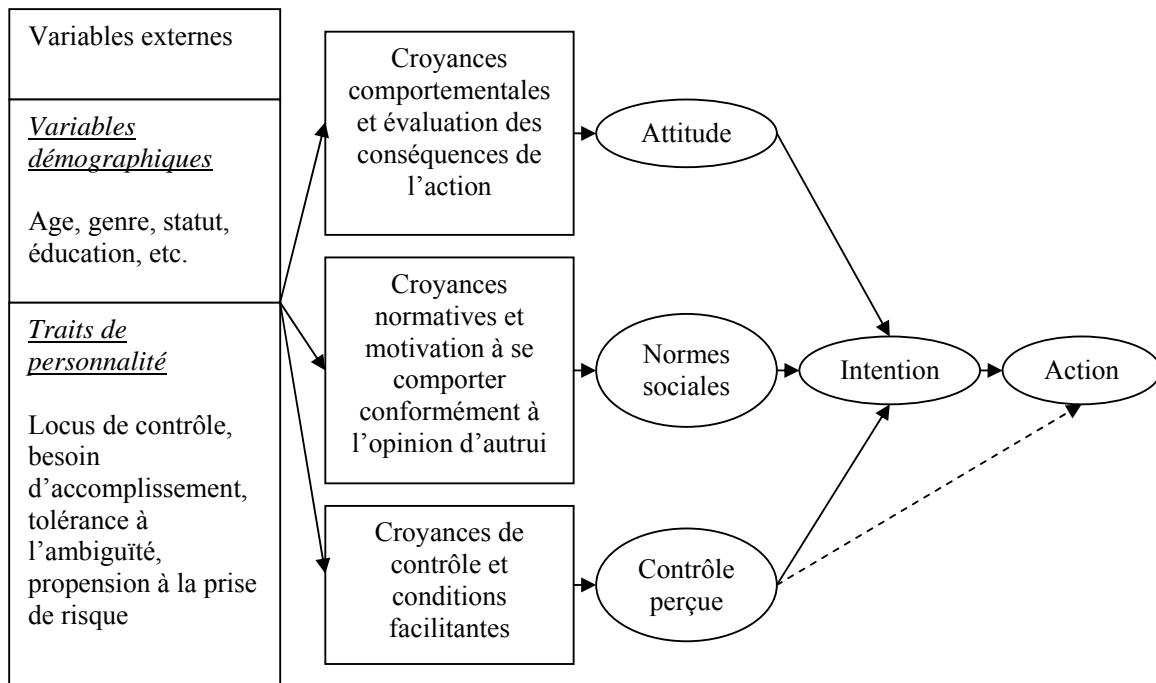 Variables externes
Variables
démographiques
Age, genre, statut,
éducation, etc.
Traits de
personnalité
Locus de contrôle,
besoin
d’accomplissement,
tolérance à
l’ambiguïté,
propension à la prise
de risque
Croyances
comportementales
et évaluation des
conséquences de
l’action
Croyances
normatives et
motivation à se
comporter
conformément à
l’opinion d’autrui
Croyances de
contrôle et
conditions
facilitantes
Attitude
Normes
sociales
Contrôle
perçue
Intention
Action